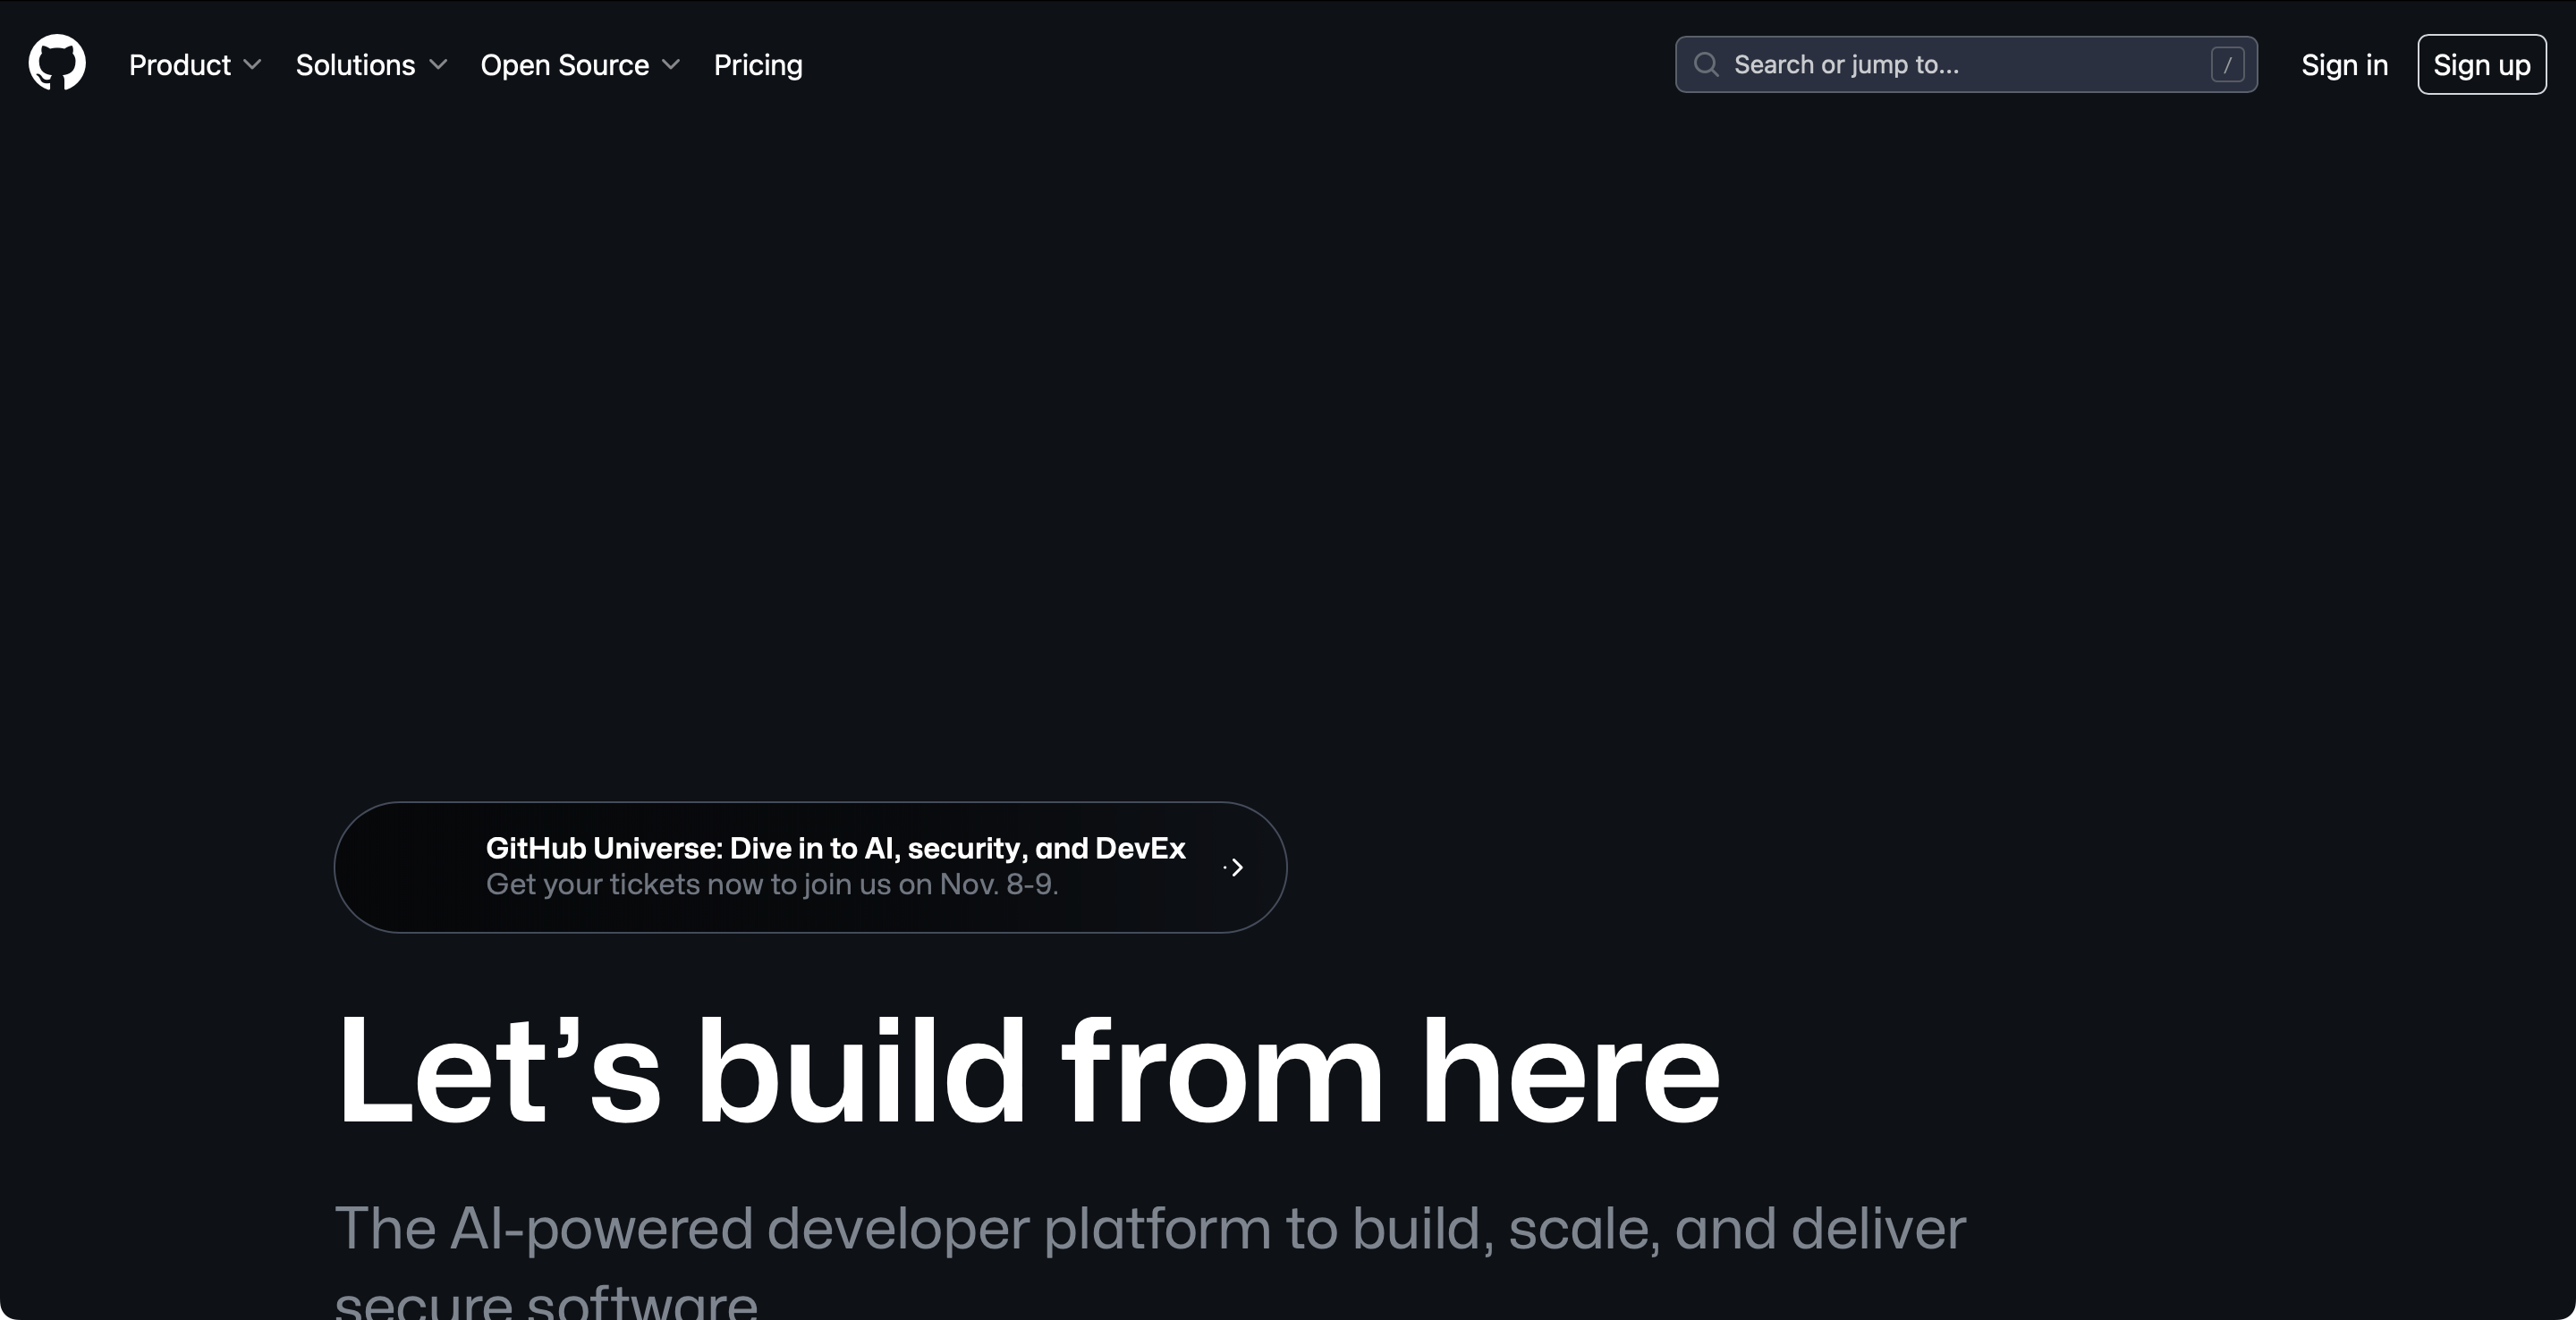 Product
Solutions
Open Source
Pricing
Search or jump to...
/
Sign in
Sign up
GitHub Universe: Dive in to AI, security, and DevEx
Get your tickets now to join us on Nov. 8-9.
Let’s build from here
The AI-powered developer platform to build, scale, and deliver
secure software